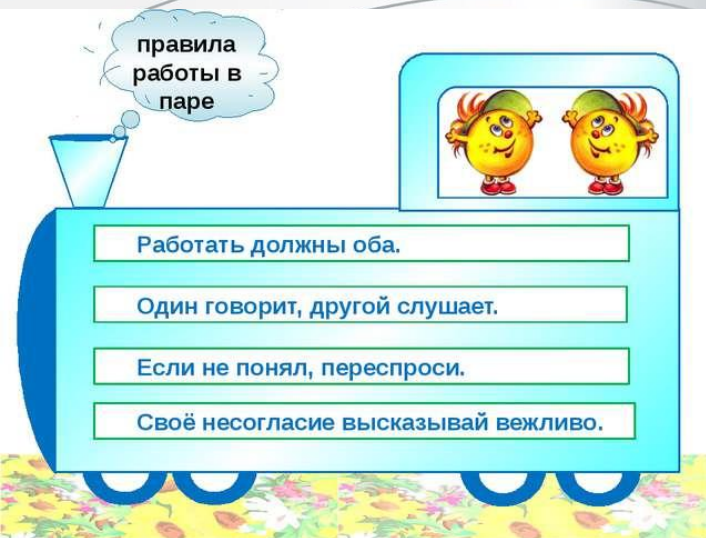 правила
работы в
паре
Работать должны оба.
Один говорит, другой слушает.
Если не понял, переспроси.
Своё несогласие высказывай вежливо.